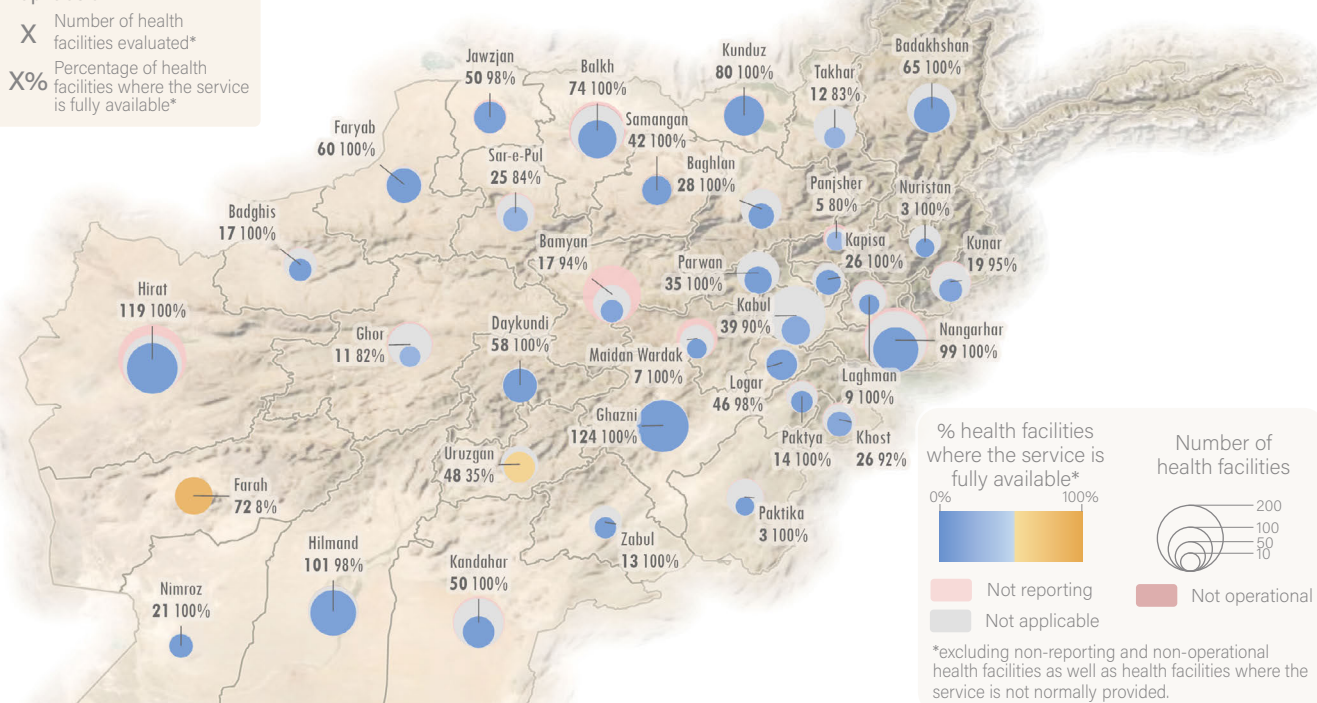 X Number of health
facilities evaluated*
X% Percentage of health
facilities where the service
is fully available*
Jawzjan
50 98%
Balkh
74 100%
Kunduz
80 100%
Takhar
12 83%
Badakhshan
65 100%
Faryab
60 100%
Sar-e-Pul
25 84%
Samangan
42 100%
Baghlan
28 100%
Panjsher
5 80%
Nuristan
3 100%
Badghis
17 100%
Bamyan
17 94%
Parwan
35 100%
Kapisa
26 100%
Kunar
19 95%
Hirat
119 100%
Ghor
11 82%
Daykundi
58 100%
Maidan Wardak
7 100%
Kabul
39 90%
Nangarhar
99 100%
Logar
46 98%
Laghman
9 100%
Ghazni
124 100%
Paktya
14 100%
Khost
26 92%
Uruzgan
48 35%
Farah
72 8%
Paktika
3 100%
Zabul
13 100%
Hilmand
101 98%
Kandahar
50 100%
Nimroz
21 100%
% health facilities
where the service is
fully available*
0% 100%
Number of
health facilities
200
100
50
10
Not reporting
Not operational
Not applicable
*excluding non-reporting and non-operational
health facilities as well as health facilities where the
service is not normally provided.